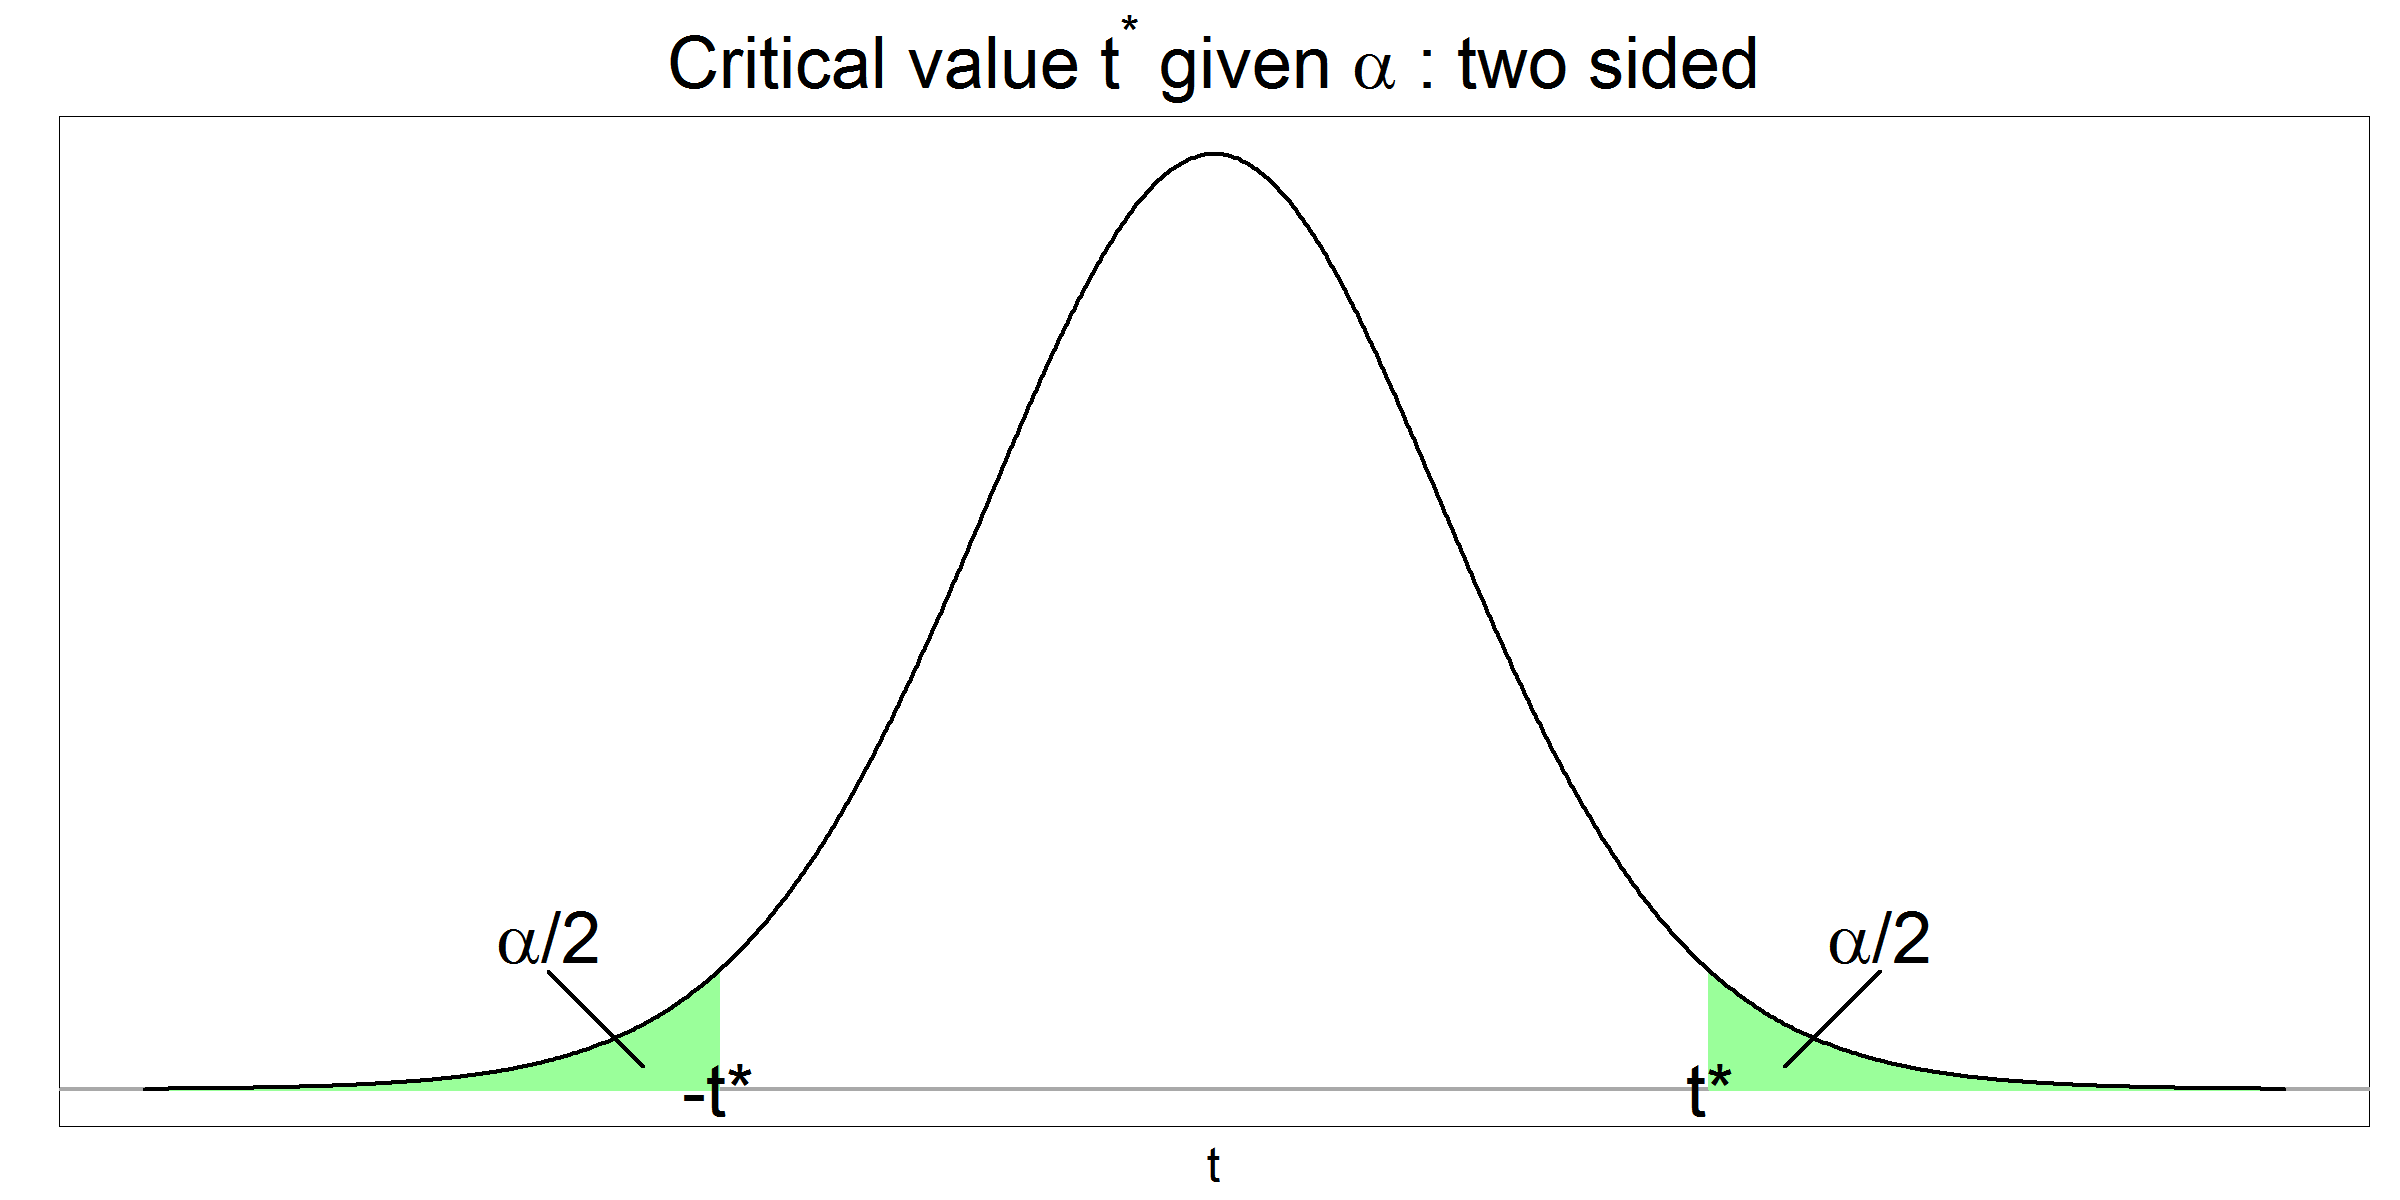 Critical value t* given α : two sided
α/2
α/2
-t*
t*
t